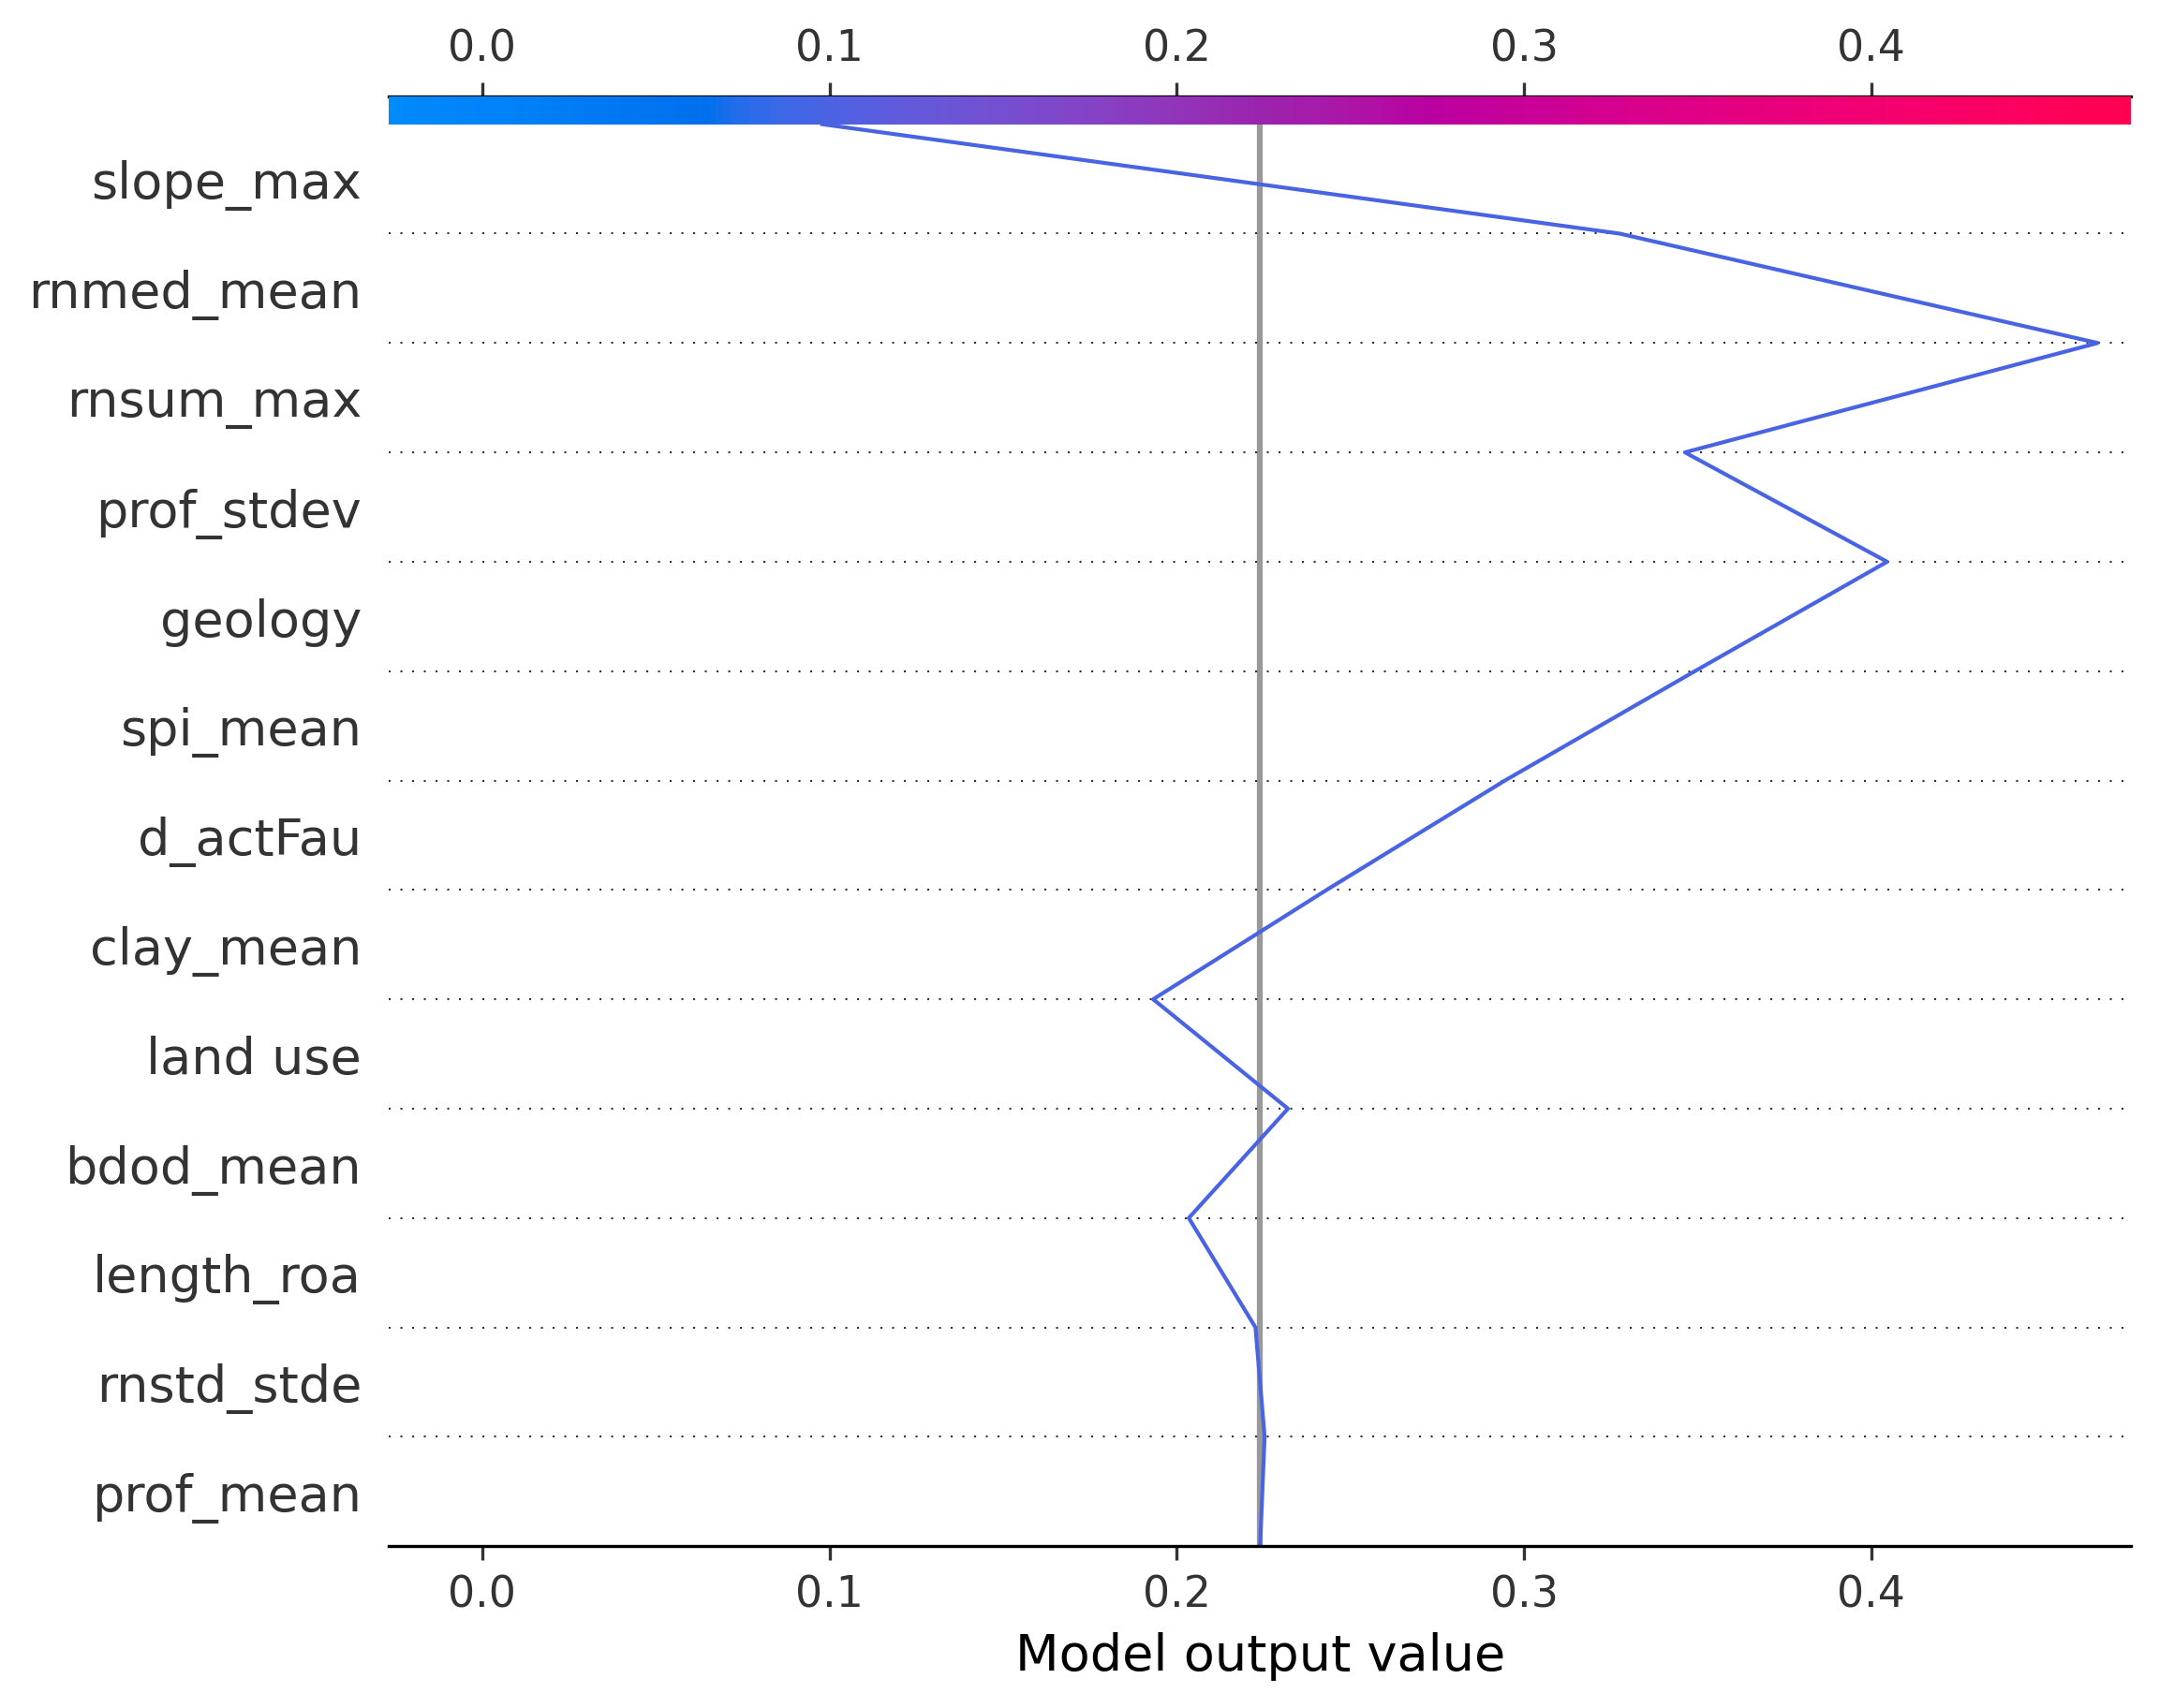 0.0 0.1 0.2 0.3 0.4
slope_max
rnmed_mean
rnsum_max
prof_stdev
geology
spi_mean
d_actFau
clay_mean
land use
bdod_mean
length_roa
rnstd_stde
prof_mean
0.0 0.1 0.2 0.3 0.4
Model output value